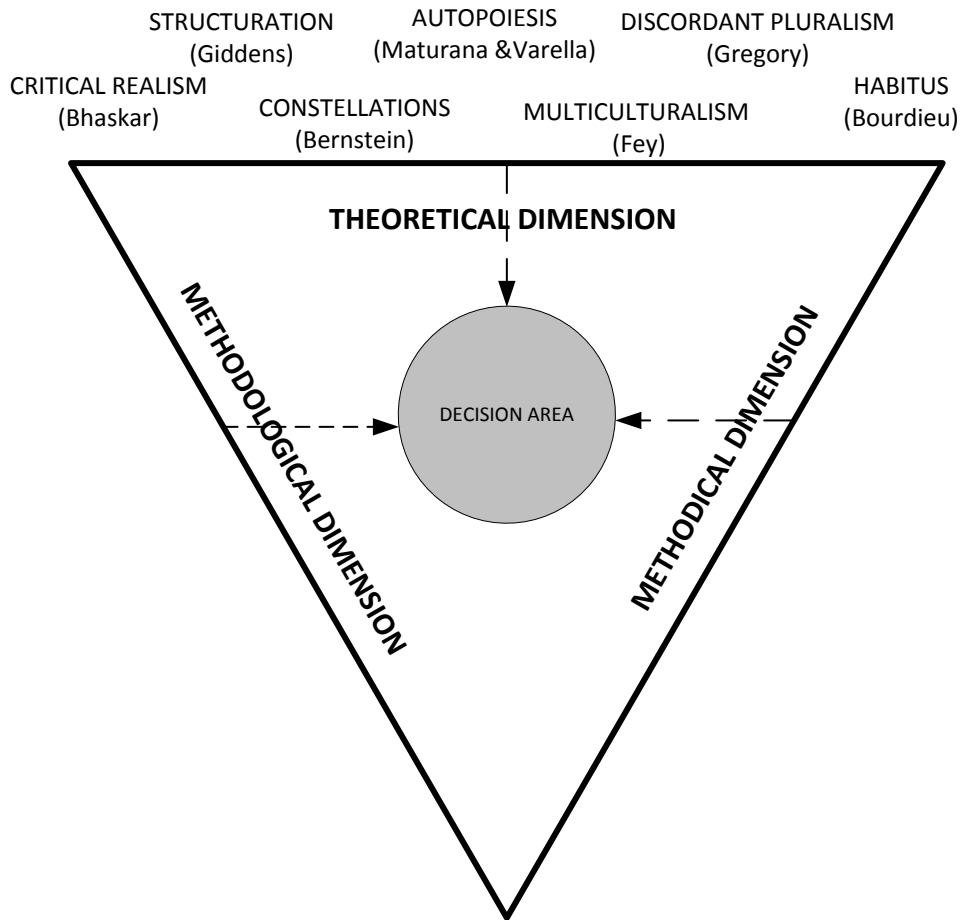 STRUCTURATION
(Giddens)
AUTOPOIESIS
(Maturana &Varella)
DISCORDANT PLURALISM
(Gregory)
CRITICAL REALISM
(Bhaskar)
CONSTELLATIONS
(Bernstein)
MULTICULTURALISM
(Fey)
HABITUS
(Bourdieu)
THEORETICAL DIMENSION
METHODOLOGICAL DIMENSION
DECISION AREA
METHODICAL DIMENSION